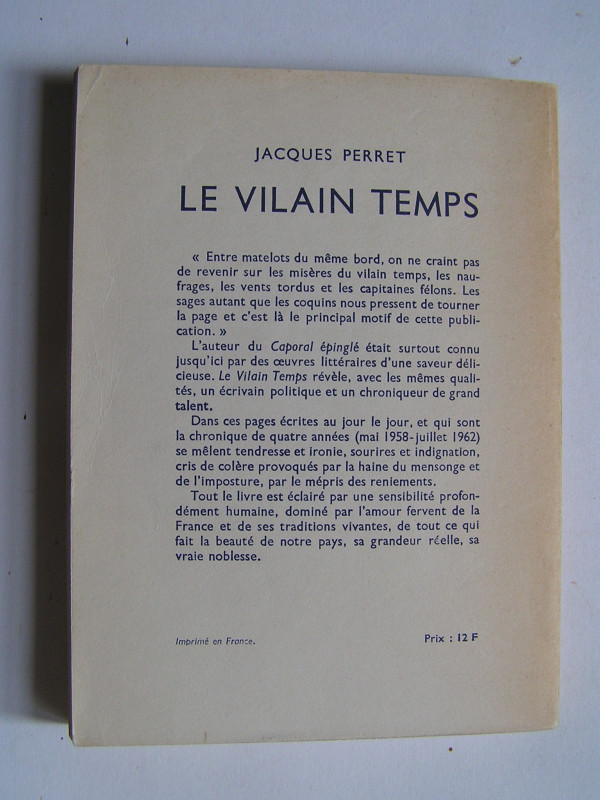 JACQUES PERRET
LE VILAIN TEMPS
« Entre matelots du même bord, on ne craint pas
de revenir sur les misères du vilain temps, les nau-
frages, les vents tordus et les capitaines félons. Les
sages autant que les coquins nous pressent de tourner
la page et c'est là le principal motif de cette publi-
cation. »
L'auteur du Caporal épinglé était surtout connu
jusqu'ici par des œuvres littéraires d'une saveur déli-
cieuse. Le Vilain Temps révèle, avec les mêmes quali-
tés, un écrivain politique et un chroniqueur de grand
talent.
Dans ces pages écrites au jour le jour, et qui sont
la chronique de quatre années (mai 1958-juillet 1962)
se mêlent tendresse et ironie, sourires et indignation,
cris de colère provoqués par la haine du mensonge et
de l'imposture, par le mépris des reniements.
Tout le livre est éclairé par une sensibilité profon-
dément humaine, dominé par l'amour fervent de la
France et de ses traditions vivantes, de tout ce qui
fait la beauté de notre pays, sa grandeur réelle, sa
vraie noblesse.
Imprimé en France.
Prix : 12 F